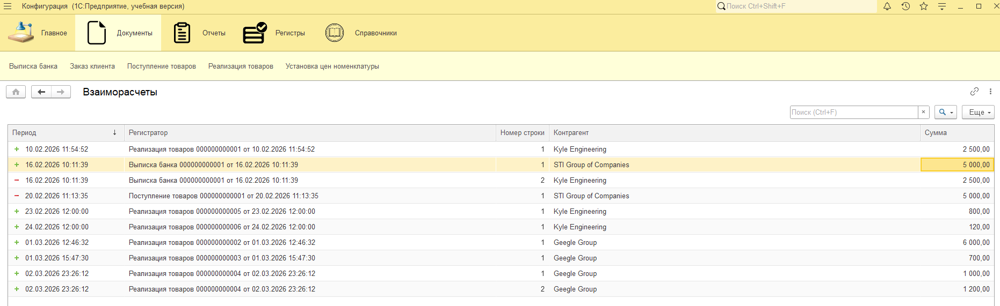 Конфигурация (1С:Предприятие, учебная версия) Поиск Ctrl+Shift+F
Главное Документы Отчеты Регистры Справочники
Выписка банка Заказ клиента Поступление товаров Реализация товаров Установка цен номенклатуры
Взаиморасчеты
Поиск (Ctrl+F) × Еще
Период ↓ Регистратор Номер строки Контрагент Сумма
+ 10.02.2026 11:54:52 Реализация товаров 000000000001 от 10.02.2026 11:54:52 1 Kyle Engineering 2 500,00
+ 16.02.2026 10:11:39 Выписка банка 000000000001 от 16.02.2026 10:11:39 1 STI Group of Companies 5 000,00
− 16.02.2026 10:11:39 Выписка банка 000000000001 от 16.02.2026 10:11:39 2 Kyle Engineering 2 500,00
− 20.02.2026 11:13:35 Поступление товаров 000000000001 от 20.02.2026 11:13:35 1 STI Group of Companies 5 000,00
+ 23.02.2026 12:00:00 Реализация товаров 000000000005 от 23.02.2026 12:00:00 1 Kyle Engineering 800,00
+ 24.02.2026 12:00:00 Реализация товаров 000000000006 от 24.02.2026 12:00:00 1 Kyle Engineering 120,00
+ 01.03.2026 12:46:32 Реализация товаров 000000000002 от 01.03.2026 12:46:32 1 Geegle Group 6 000,00
+ 01.03.2026 15:47:30 Реализация товаров 000000000003 от 01.03.2026 15:47:30 1 Geegle Group 700,00
+ 02.03.2026 23:26:12 Реализация товаров 000000000004 от 02.03.2026 23:26:12 1 Geegle Group 1 000,00
+ 02.03.2026 23:26:12 Реализация товаров 000000000004 от 02.03.2026 23:26:12 2 Geegle Group 1 200,00